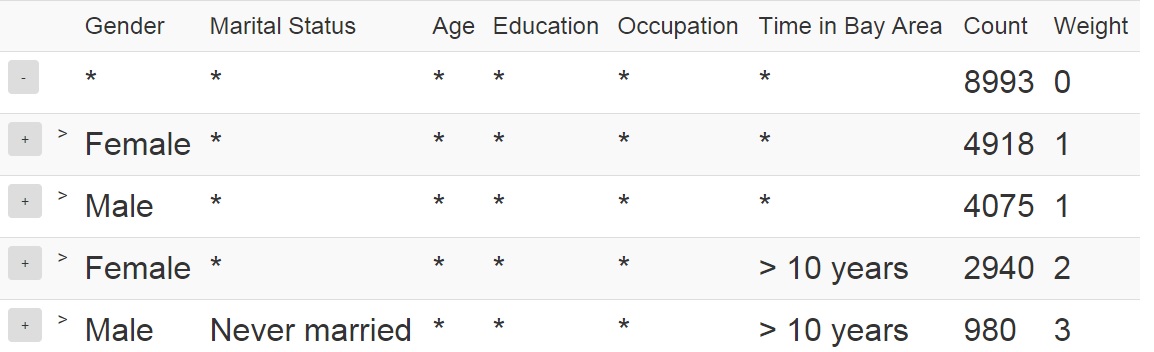 Gender Marital Status Age Education Occupation Time in Bay Area Count Weight
- * * * * * * 8993 0
+ > Female * * * * * 4918 1
+ > Male * * * * * 4075 1
+ > Female * * * * > 10 years 2940 2
+ > Male Never married * * * > 10 years 980 3